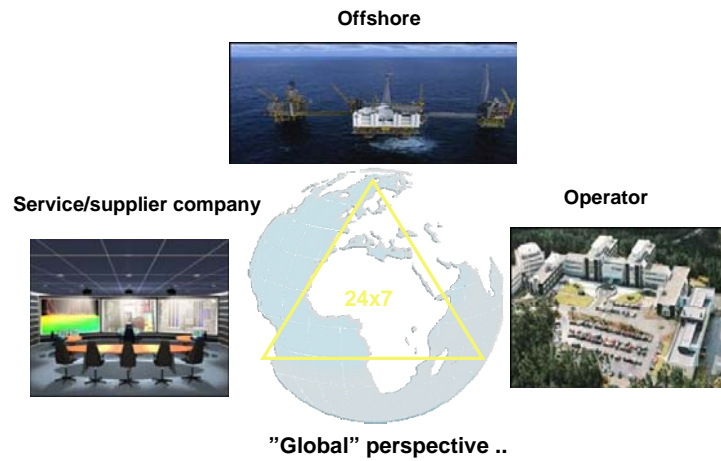 Offshore
Service/supplier company
Operator
24x7
”Global” perspective ..